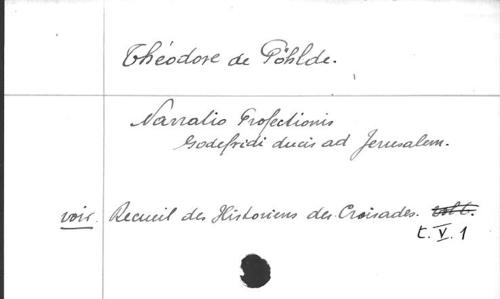 Théodore de Pöhlde.
Narratio Profectionis
Godefridi ducis ad Jerusalem.
voir. Recueil des Historiens des Croisades.
t. V. 1